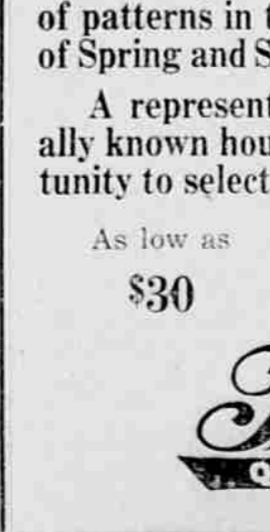 of patterns in t
of Spring and S
A represent
ally known hou
tunity to select
As low as
$30